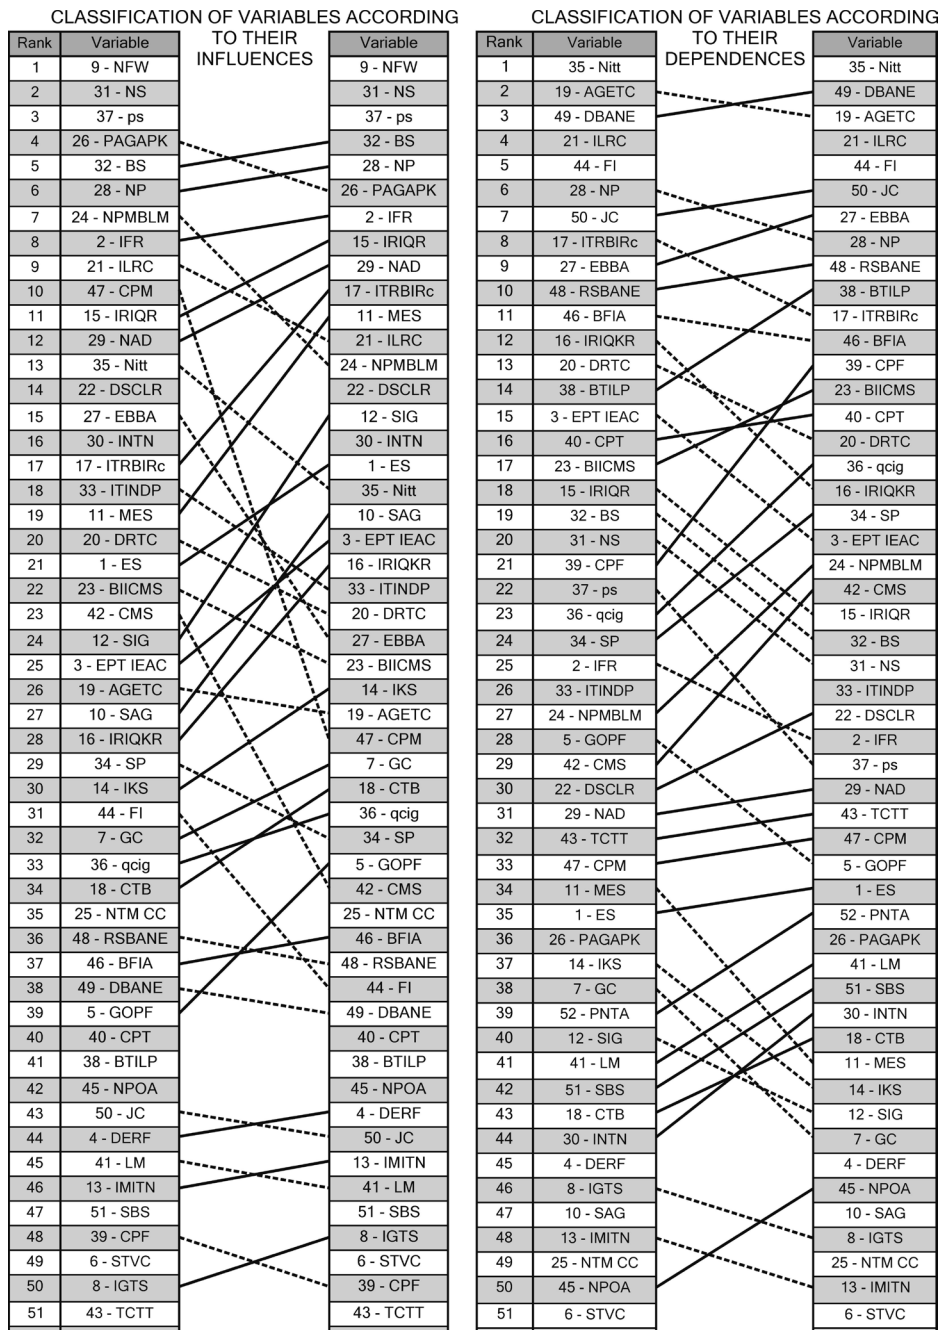 CLASSIFICATION OF VARIABLES ACCORDING
TO THEIR
INFLUENCES
Rank Variable Variable
1 9 - NFW 9 - NFW
2 31 - NS 31 - NS
3 37 - ps 37 - ps
4 26 - PAGAPK 32 - BS
5 32 - BS 28 - NP
6 28 - NP 26 - PAGAPK
7 24 - NPMBLM 2 - IFR
8 2 - IFR 15 - IRIQR
9 21 - ILRC 29 - NAD
10 47 - CPM 17 - ITRBIRc
11 15 - IRIQR 11 - MES
12 29 - NAD 21 - ILRC
13 35 - Nitt 24 - NPMBLM
14 22 - DSCLR 22 - DSCLR
15 27 - EBBA 12 - SIG
16 30 - INTN 30 - INTN
17 17 - ITRBIRc 1 - ES
18 33 - ITINDP 35 - Nitt
19 11 - MES 10 - SAG
20 20 - DRTC 3 - EPT IEAC
21 1 - ES 16 - IRIQKR
22 23 - BIICMS 33 - ITINDP
23 42 - CMS 20 - DRTC
24 12 - SIG 27 - EBBA
25 3 - EPT IEAC 23 - BIICMS
26 19 - AGETC 14 - IKS
27 10 - SAG 19 - AGETC
28 16 - IRIQKR 47 - CPM
29 34 - SP 7 - GC
30 14 - IKS 18 - CTB
31 44 - FI 36 - qcig
32 7 - GC 34 - SP
33 36 - qcig 5 - GOPF
34 18 - CTB 42 - CMS
35 25 - NTM CC 25 - NTM CC
36 48 - RSBANE 46 - BFIA
37 46 - BFIA 48 - RSBANE
38 49 - DBANE 44 - FI
39 5 - GOPF 49 - DBANE
40 40 - CPT 40 - CPT
41 38 - BTILP 38 - BTILP
42 45 - NPOA 45 - NPOA
43 50 - JC 4 - DERF
44 4 - DERF 50 - JC
45 41 - LM 13 - IMITN
46 13 - IMITN 41 - LM
47 51 - SBS 51 - SBS
48 39 - CPF 8 - IGTS
49 6 - STVC 6 - STVC
50 8 - IGTS 39 - CPF
51 43 - TCTT 43 - TCTT
CLASSIFICATION OF VARIABLES ACCORDING
TO THEIR
DEPENDENCES
Rank Variable Variable
1 35 - Nitt 35 - Nitt
2 19 - AGETC 49 - DBANE
3 49 - DBANE 19 - AGETC
4 21 - ILRC 21 - ILRC
5 44 - FI 44 - FI
6 28 - NP 50 - JC
7 50 - JC 27 - EBBA
8 17 - ITRBIRc 28 - NP
9 27 - EBBA 48 - RSBANE
10 48 - RSBANE 38 - BTILP
11 46 - BFIA 17 - ITRBIRc
12 16 - IRIQKR 46 - BFIA
13 20 - DRTC 39 - CPF
14 38 - BTILP 23 - BIICMS
15 3 - EPT IEAC 40 - CPT
16 40 - CPT 20 - DRTC
17 23 - BIICMS 36 - qcig
18 15 - IRIQR 16 - IRIQKR
19 32 - BS 34 - SP
20 31 - NS 3 - EPT IEAC
21 39 - CPF 24 - NPMBLM
22 37 - ps 42 - CMS
23 36 - qcig 15 - IRIQR
24 34 - SP 32 - BS
25 2 - IFR 31 - NS
26 33 - ITINDP 33 - ITINDP
27 24 - NPMBLM 22 - DSCLR
28 5 - GOPF 2 - IFR
29 42 - CMS 37 - ps
30 22 - DSCLR 29 - NAD
31 29 - NAD 43 - TCTT
32 43 - TCTT 47 - CPM
33 47 - CPM 5 - GOPF
34 11 - MES 1 - ES
35 1 - ES 52 - PNTA
36 26 - PAGAPK 26 - PAGAPK
37 14 - IKS 41 - LM
38 7 - GC 51 - SBS
39 52 - PNTA 30 - INTN
40 12 - SIG 18 - CTB
41 41 - LM 11 - MES
42 51 - SBS 14 - IKS
43 18 - CTB 12 - SIG
44 30 - INTN 7 - GC
45 4 - DERF 4 - DERF
46 8 - IGTS 45 - NPOA
47 10 - SAG 10 - SAG
48 13 - IMITN 8 - IGTS
49 25 - NTM CC 25 - NTM CC
50 45 - NPOA 13 - IMITN
51 6 - STVC 6 - STVC